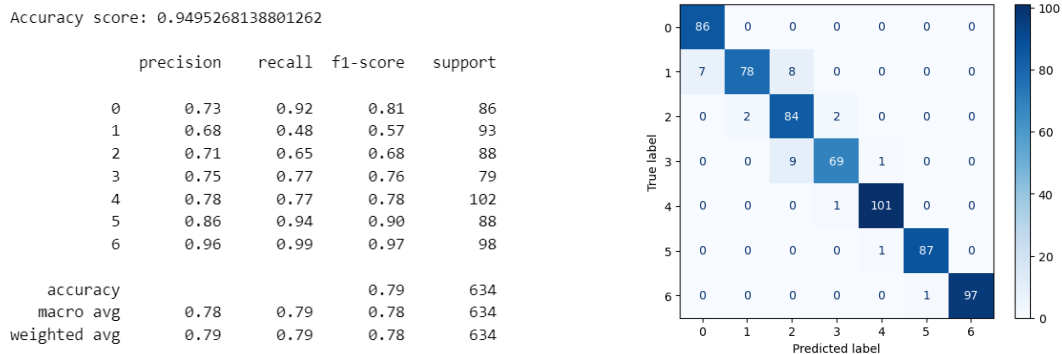 Accuracy score: 0.9495268138801262
precision recall f1-score support
0 0.73 0.92 0.81 86
1 0.68 0.48 0.57 93
2 0.71 0.65 0.68 88
3 0.75 0.77 0.76 79
4 0.78 0.77 0.78 102
5 0.86 0.94 0.90 88
6 0.96 0.99 0.97 98
accuracy 0.79 634
macro avg 0.78 0.79 0.78 634
weighted avg 0.79 0.79 0.78 634
True label
0 86 0 0 0 0 0 0
1 7 78 8 0 0 0 0
2 0 2 84 2 0 0 0
3 0 0 9 69 1 0 0
4 0 0 0 1 101 0 0
5 0 0 0 0 1 87 0
6 0 0 0 0 0 1 97
0 1 2 3 4 5 6
Predicted label
100
80
60
40
20
0